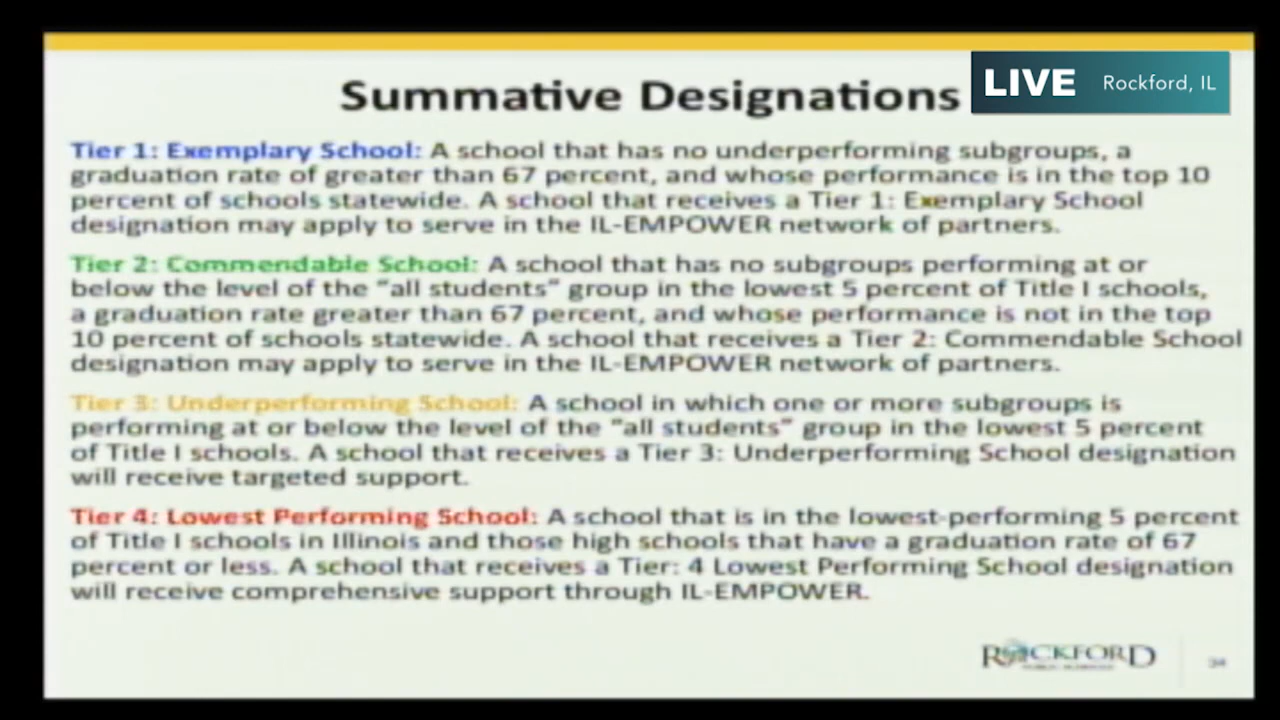 LIVE Rockford, IL
Summative Designations
Tier 1: Exemplary School: A school that has no underperforming subgroups, a
graduation rate of greater than 67 percent, and whose performance is in the top 10
percent of schools statewide. A school that receives a Tier 1: Exemplary School
designation may apply to serve in the IL-EMPOWER network of partners.
Tier 2: Commendable School: A school that has no subgroups performing at or
below the level of the “all students” group in the lowest 5 percent of Title I schools,
a graduation rate greater than 67 percent, and whose performance is not in the top
10 percent of schools statewide. A school that receives a Tier 2: Commendable School
designation may apply to serve in the IL-EMPOWER network of partners.
Tier 3: Underperforming School: A school in which one or more subgroups is
performing at or below the level of the “all students” group in the lowest 5 percent
of Title I schools. A school that receives a Tier 3: Underperforming School designation
will receive targeted support.
Tier 4: Lowest Performing School: A school that is in the lowest-performing 5 percent
of Title I schools in Illinois and those high schools that have a graduation rate of 67
percent or less. A school that receives a Tier: 4 Lowest Performing School designation
will receive comprehensive support through IL-EMPOWER.
ROCKFORD